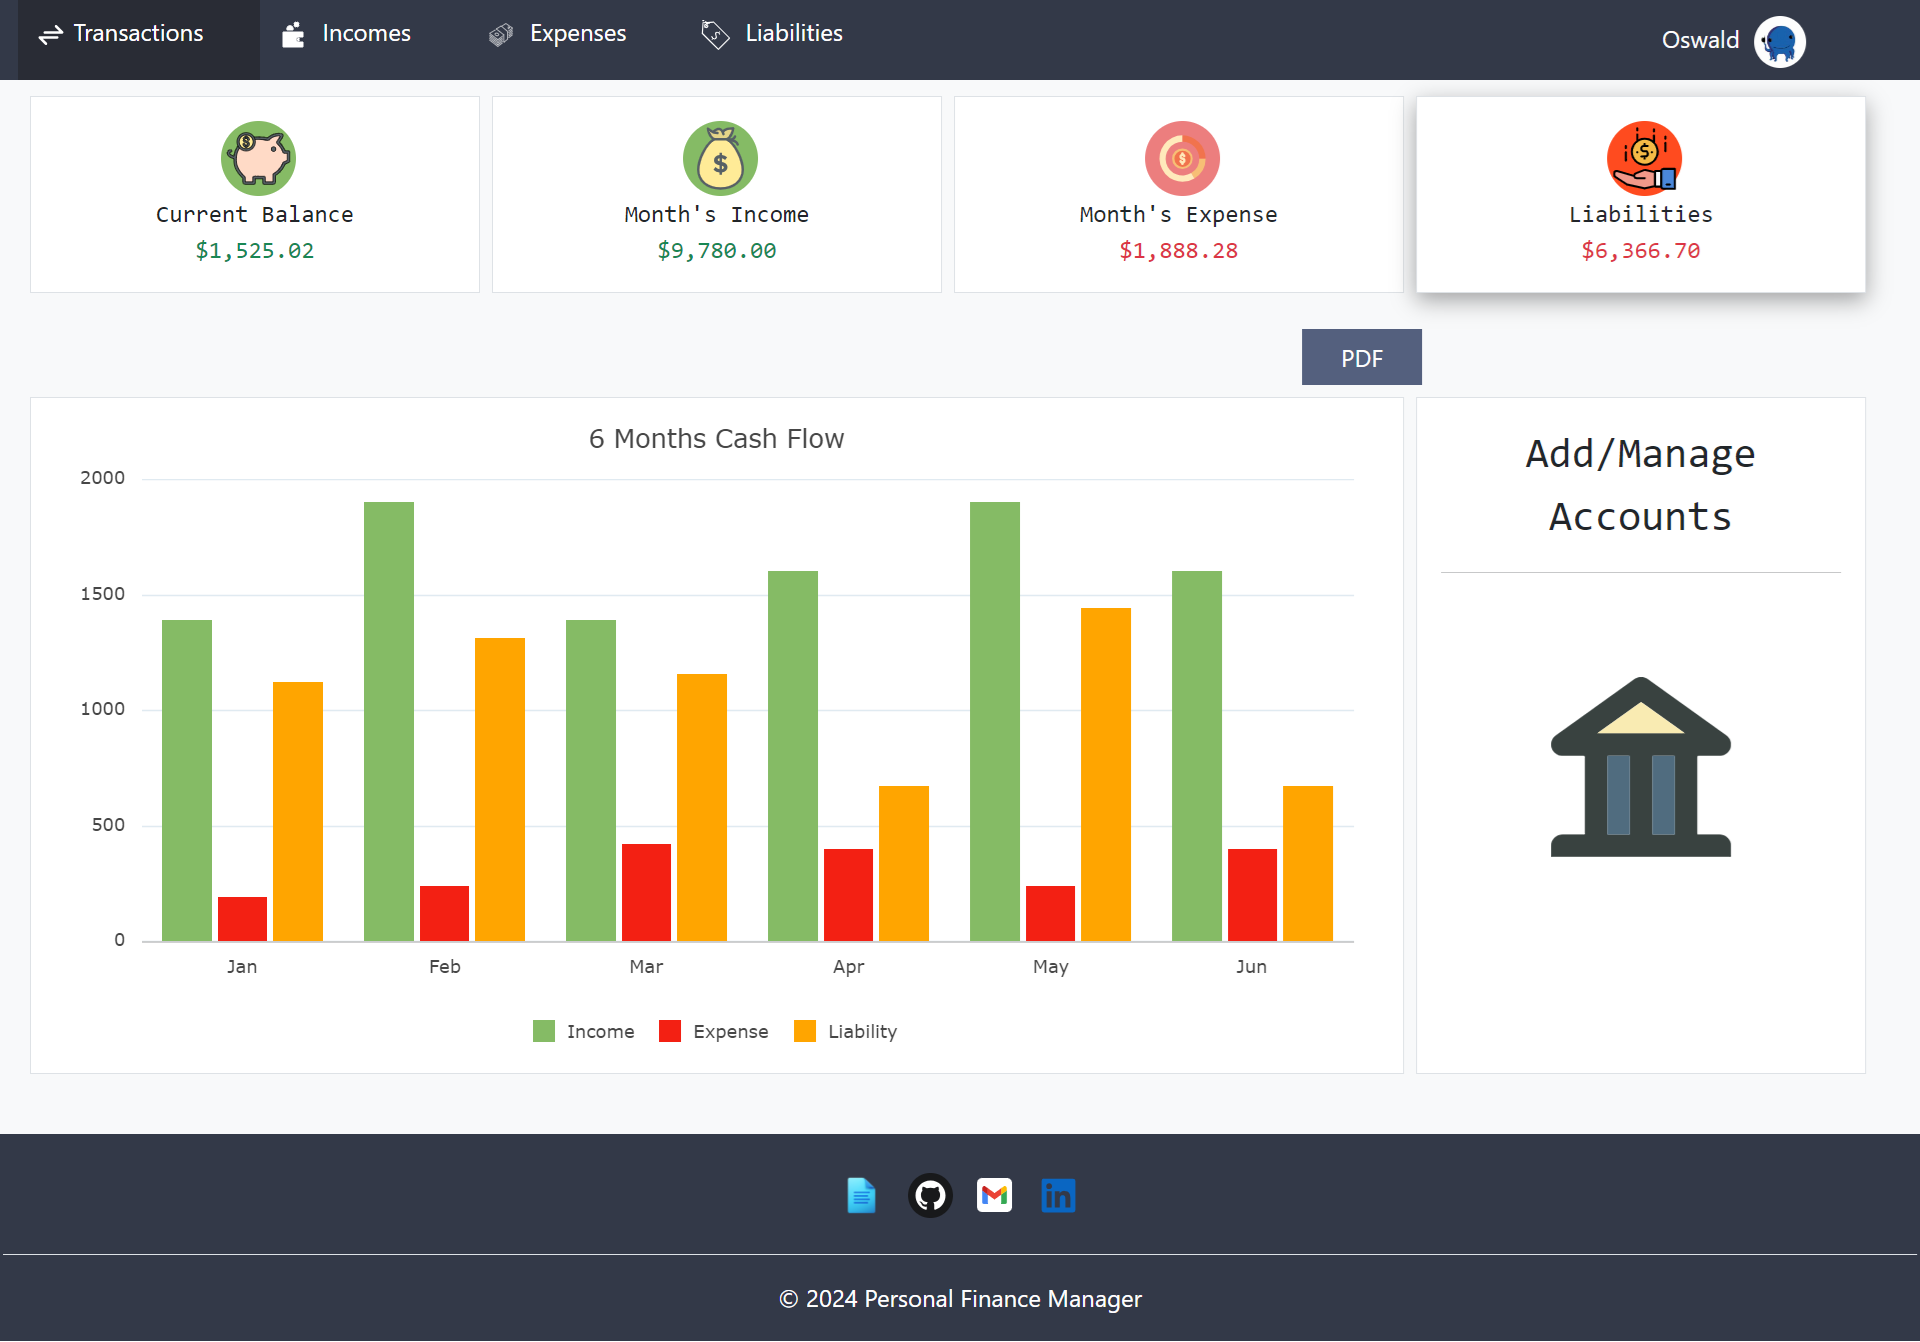 Transactions
Incomes
Expenses
Liabilities
Oswald
Current Balance
$1,525.02
Month's Income
$9,780.00
Month's Expense
$1,888.28
Liabilities
$6,366.70
PDF
6 Months Cash Flow
2000
1500
1000
500
0
Jan
Feb
Mar
Apr
May
Jun
Income
Expense
Liability
Add/Manage
Accounts
© 2024 Personal Finance Manager